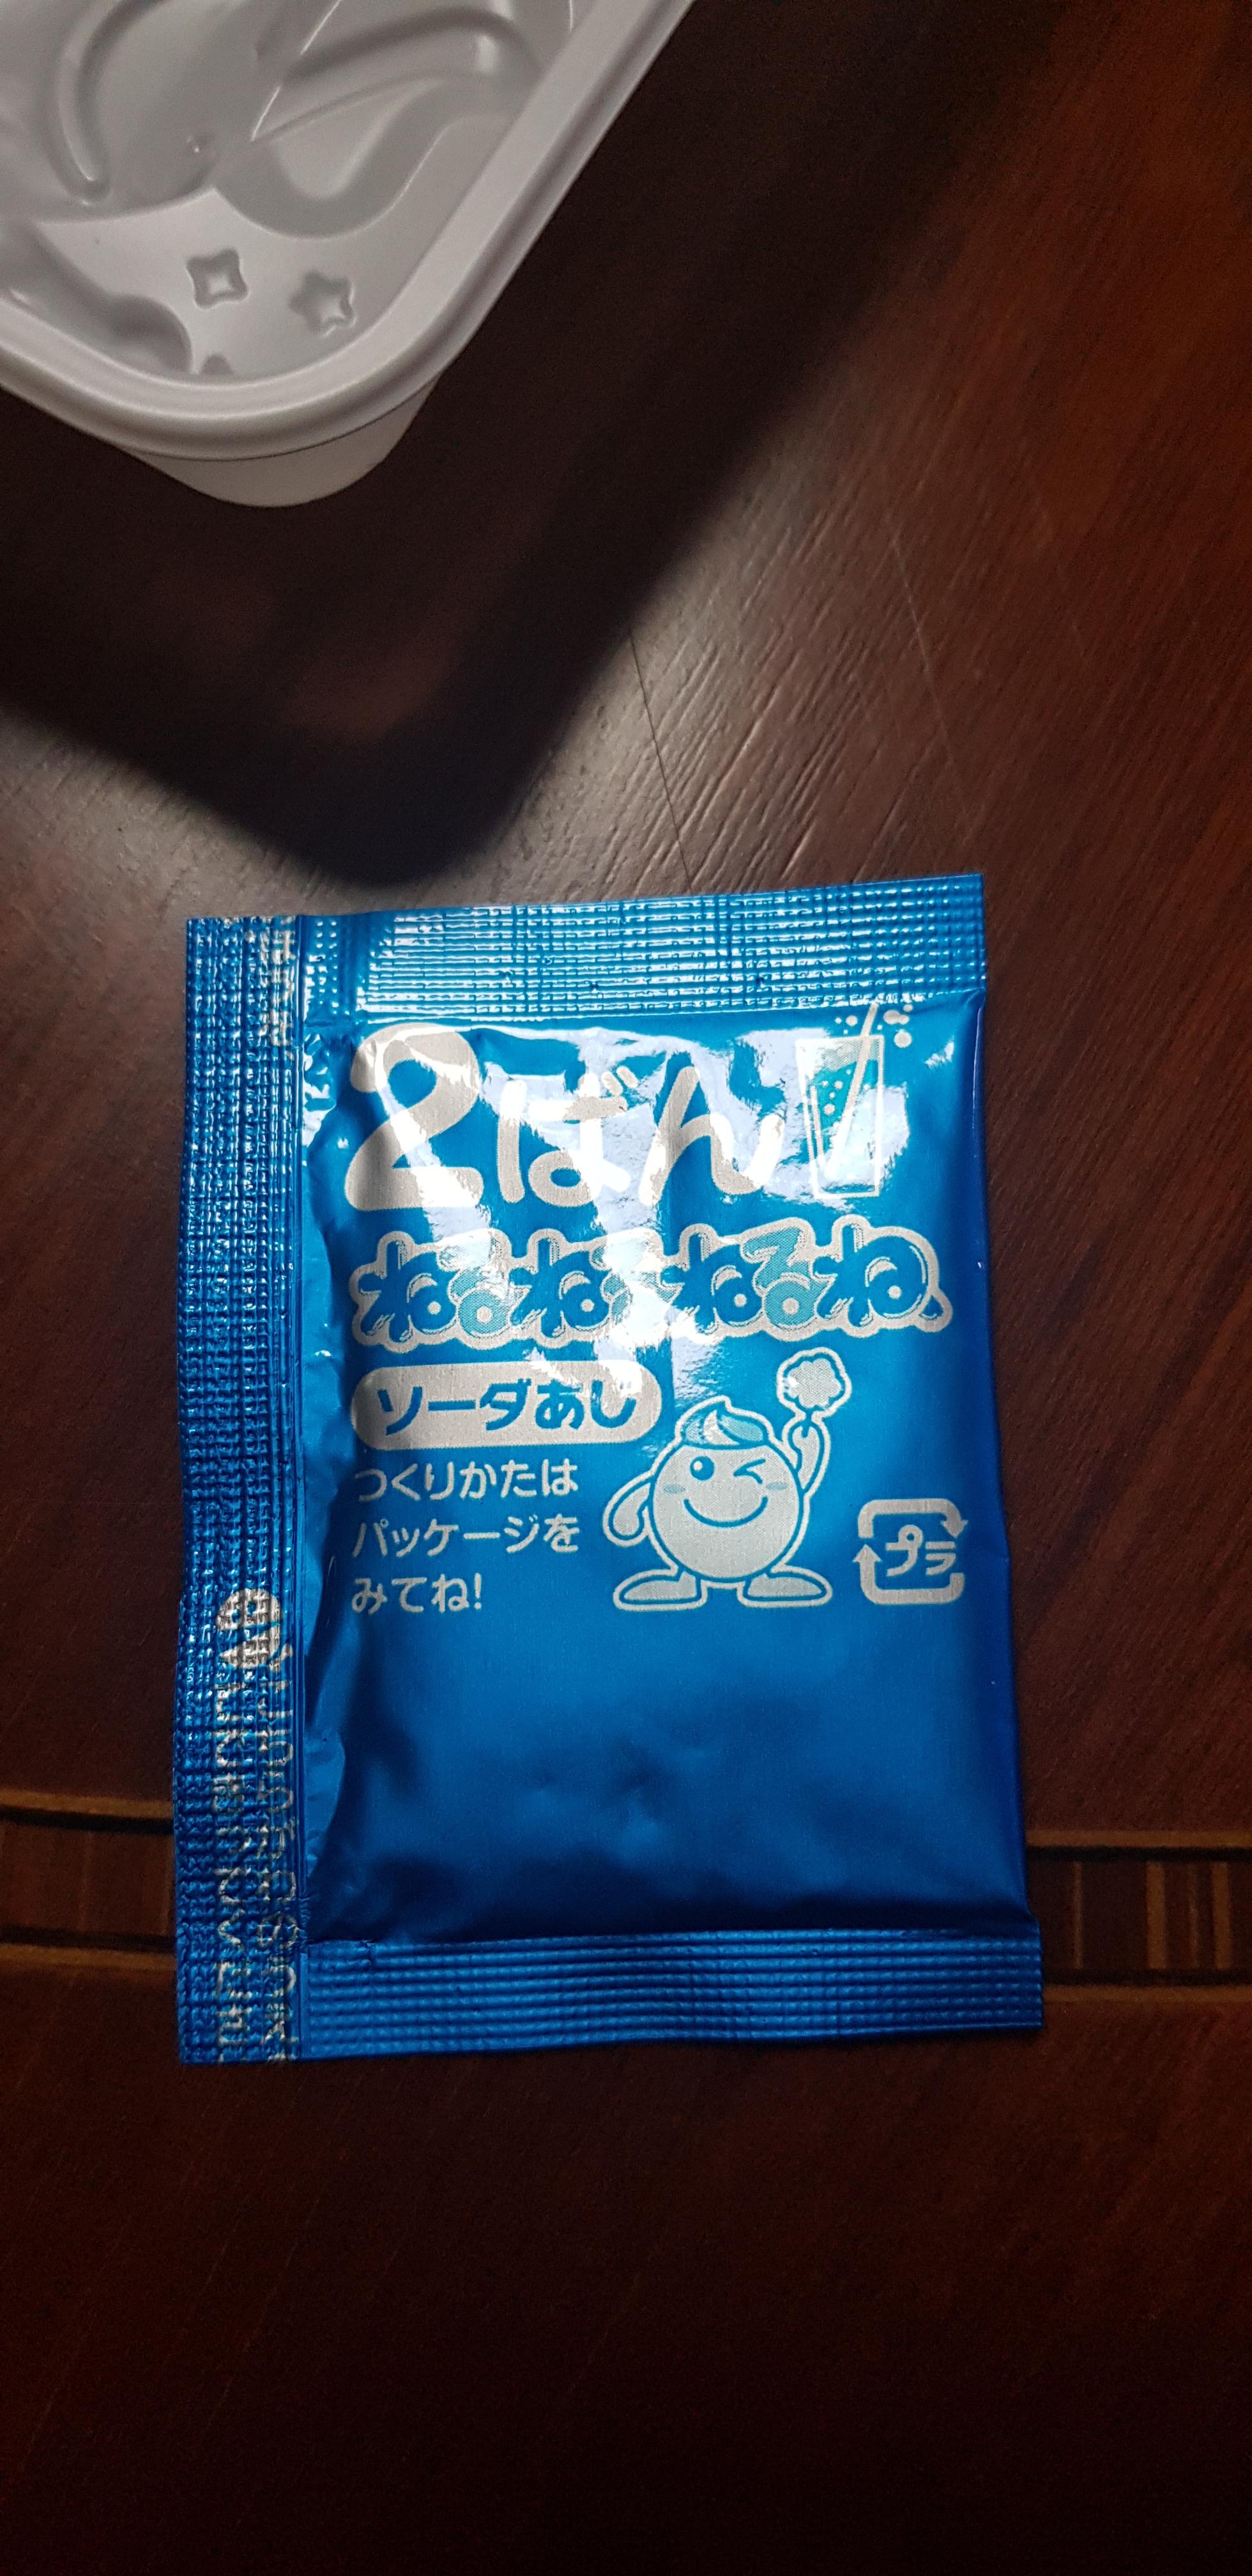 2ばん
ねるねるねるね
ソーダあじ
つくりかたは
パッケージを
みてね!
プラ